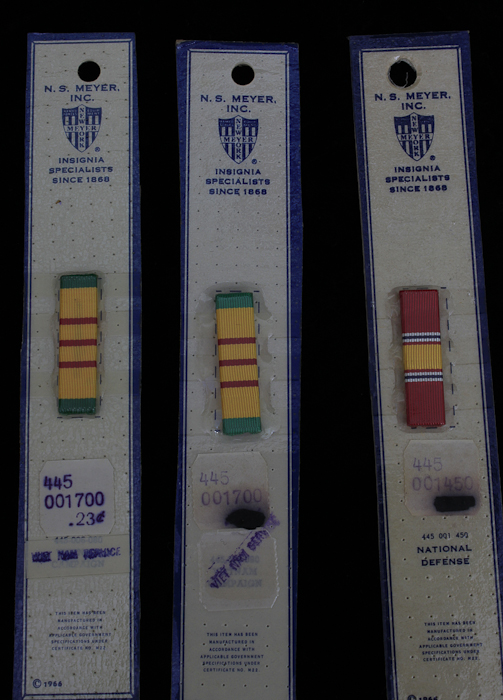 N. S. MEYER,
INC.
NEW
MEYER
YORK
®
INSIGNIA
SPECIALISTS
SINCE 1868
445
001700
.23¢
VIET NAM SERVICE
THIS ITEM HAS BEEN
MANUFACTURED IN
ACCORDANCE WITH
APPLICABLE GOVERNMENT
SPECIFICATIONS UNDER
CERTIFICATE NO. M22.
© 1966
N. S. MEYER,
INC.
NEW
MEYER
YORK
®
INSIGNIA
SPECIALISTS
SINCE 1868
445
001700
VIET NAM SERVICE
THIS ITEM HAS BEEN
MANUFACTURED IN
ACCORDANCE WITH
APPLICABLE GOVERNMENT
SPECIFICATIONS UNDER
CERTIFICATE NO. M22.
N. S. MEYER,
INC.
NEW
MEYER
YORK
®
INSIGNIA
SPECIALISTS
SINCE 1868
445
001450
445 001 450
NATIONAL
DEFENSE
THIS ITEM HAS BEEN
MANUFACTURED IN
ACCORDANCE WITH
APPLICABLE GOVERNMENT
SPECIFICATIONS UNDER
CERTIFICATE NO. M22.
© 1966